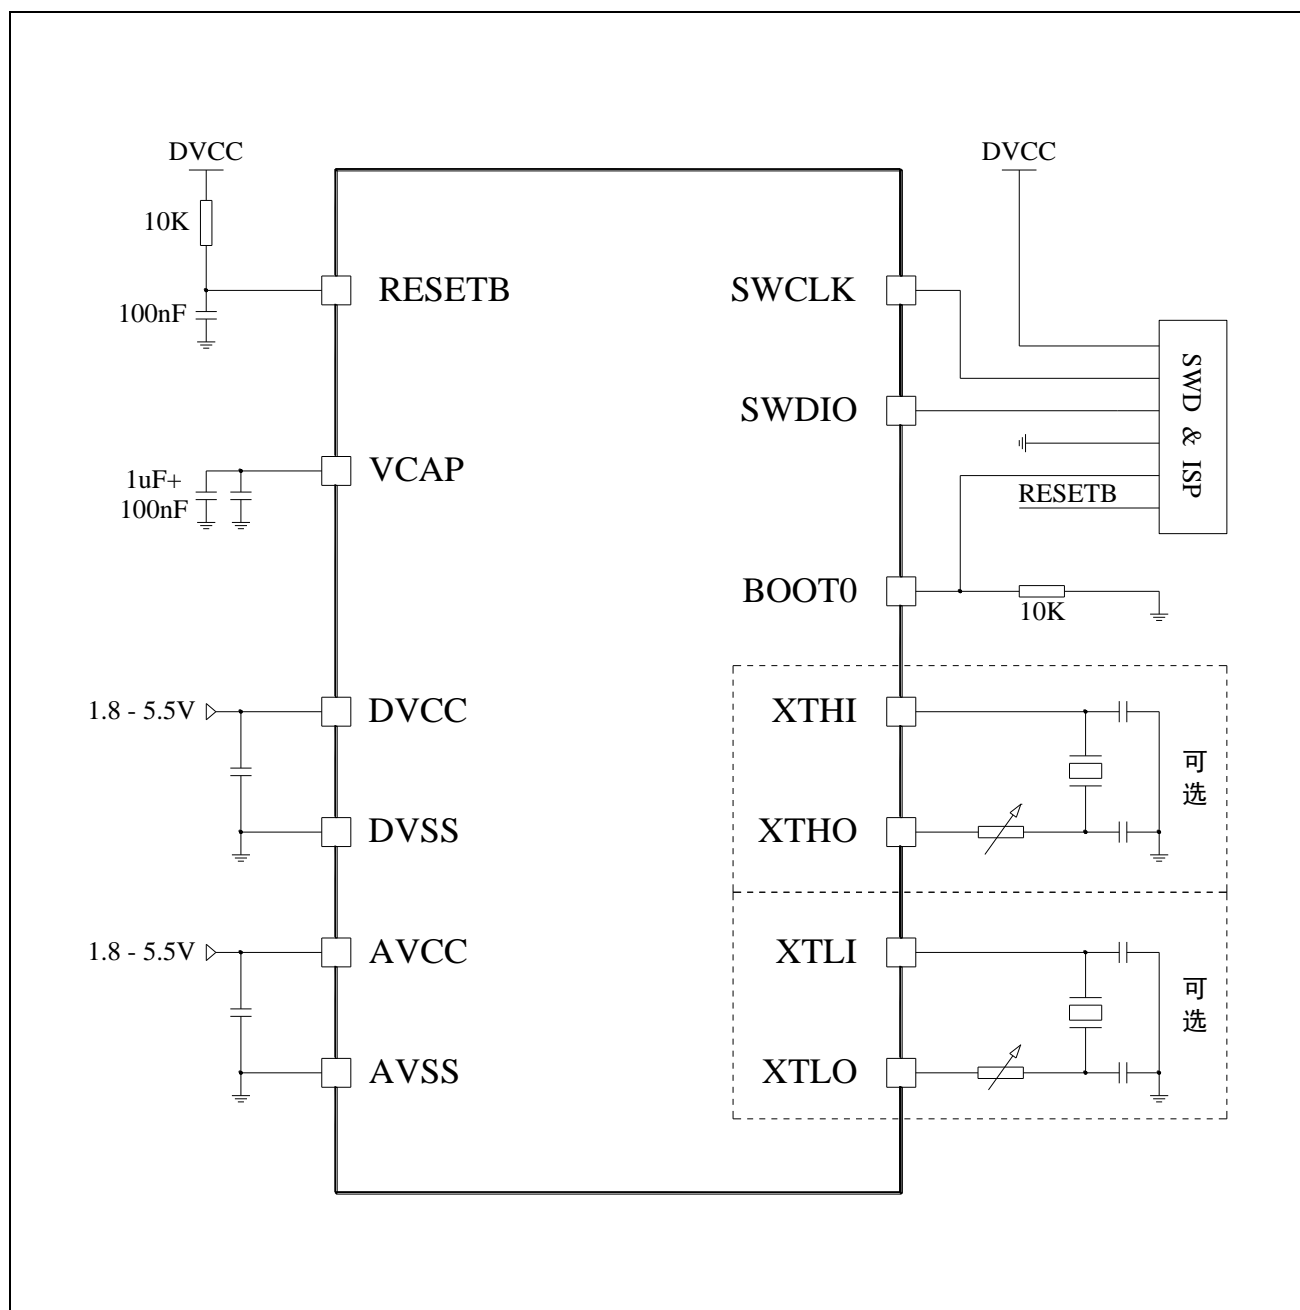 DVCC
10K
RESETB
100nF
VCAP
1uF+
100nF
1.8 - 5.5V
DVCC
DVSS
1.8 - 5.5V
AVCC
AVSS
DVCC
SWCLK
SWDIO
SWD & ISP
RESETB
BOOT0
10K
XTHI
XTHO
可
选
XTLI
XTLO
可
选